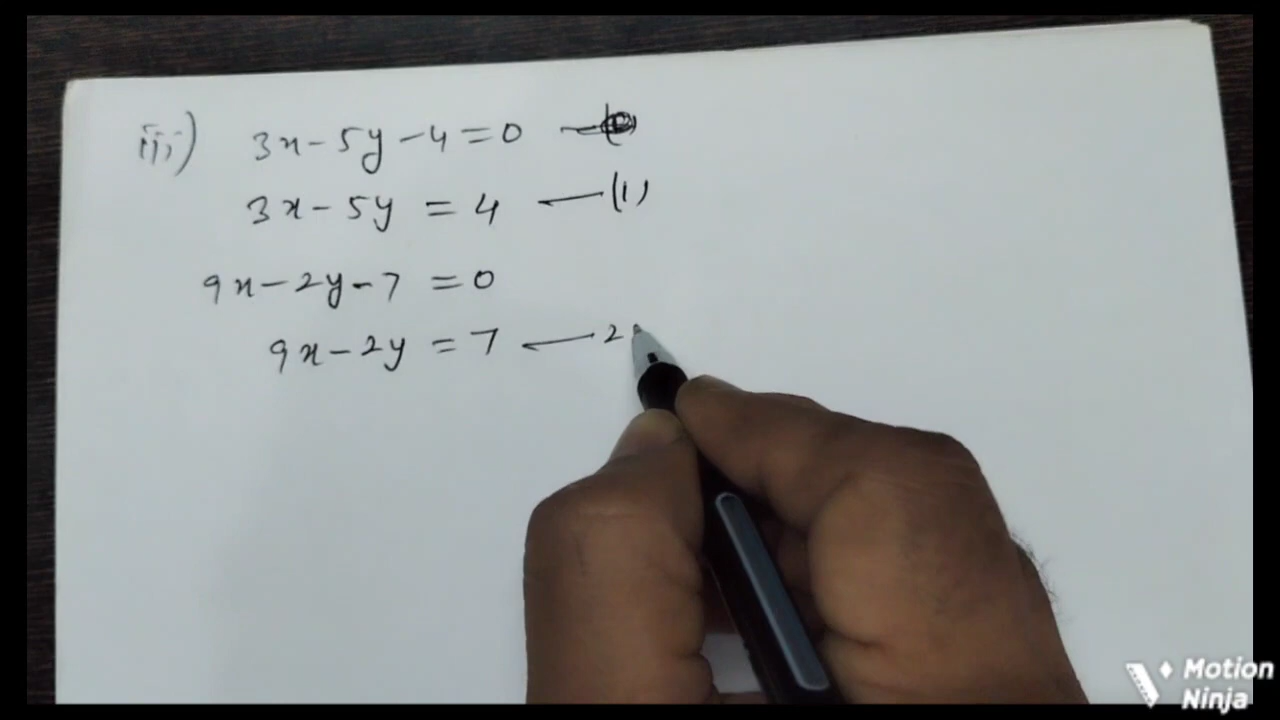 iii) 3x-5y-4=0
3x-5y = 4 —(1)
9x-2y-7 = 0
9x-2y = 7 — 2
Motion
Ninja